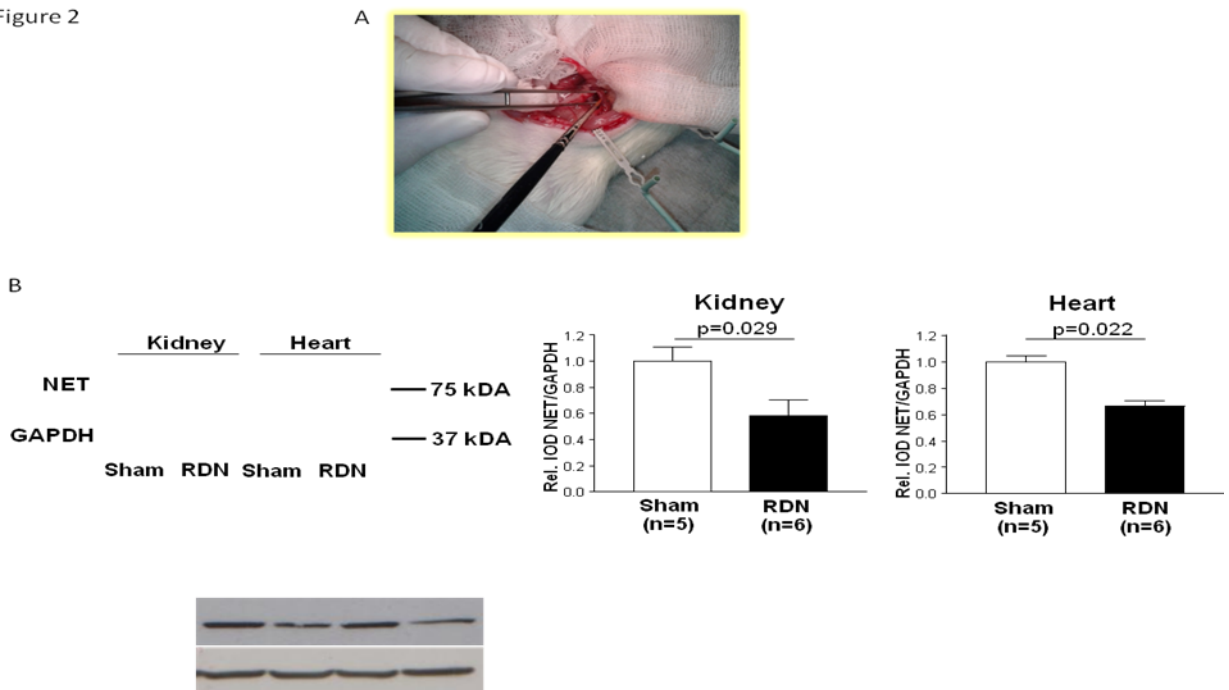 Figure 2
A
B
Kidney Heart
NET
75 kDA
GAPDH
37 kDA
Sham RDN Sham RDN
Kidney
p=0.029
Rel. IOD NET/GAPDH
1.2
1.0
0.8
0.6
0.4
0.2
0.0
Sham RDN
(n=5) (n=6)
Heart
p=0.022
Rel. IOD NET/GAPDH
1.2
1.0
0.8
0.6
0.4
0.2
0.0
Sham RDN
(n=5) (n=6)